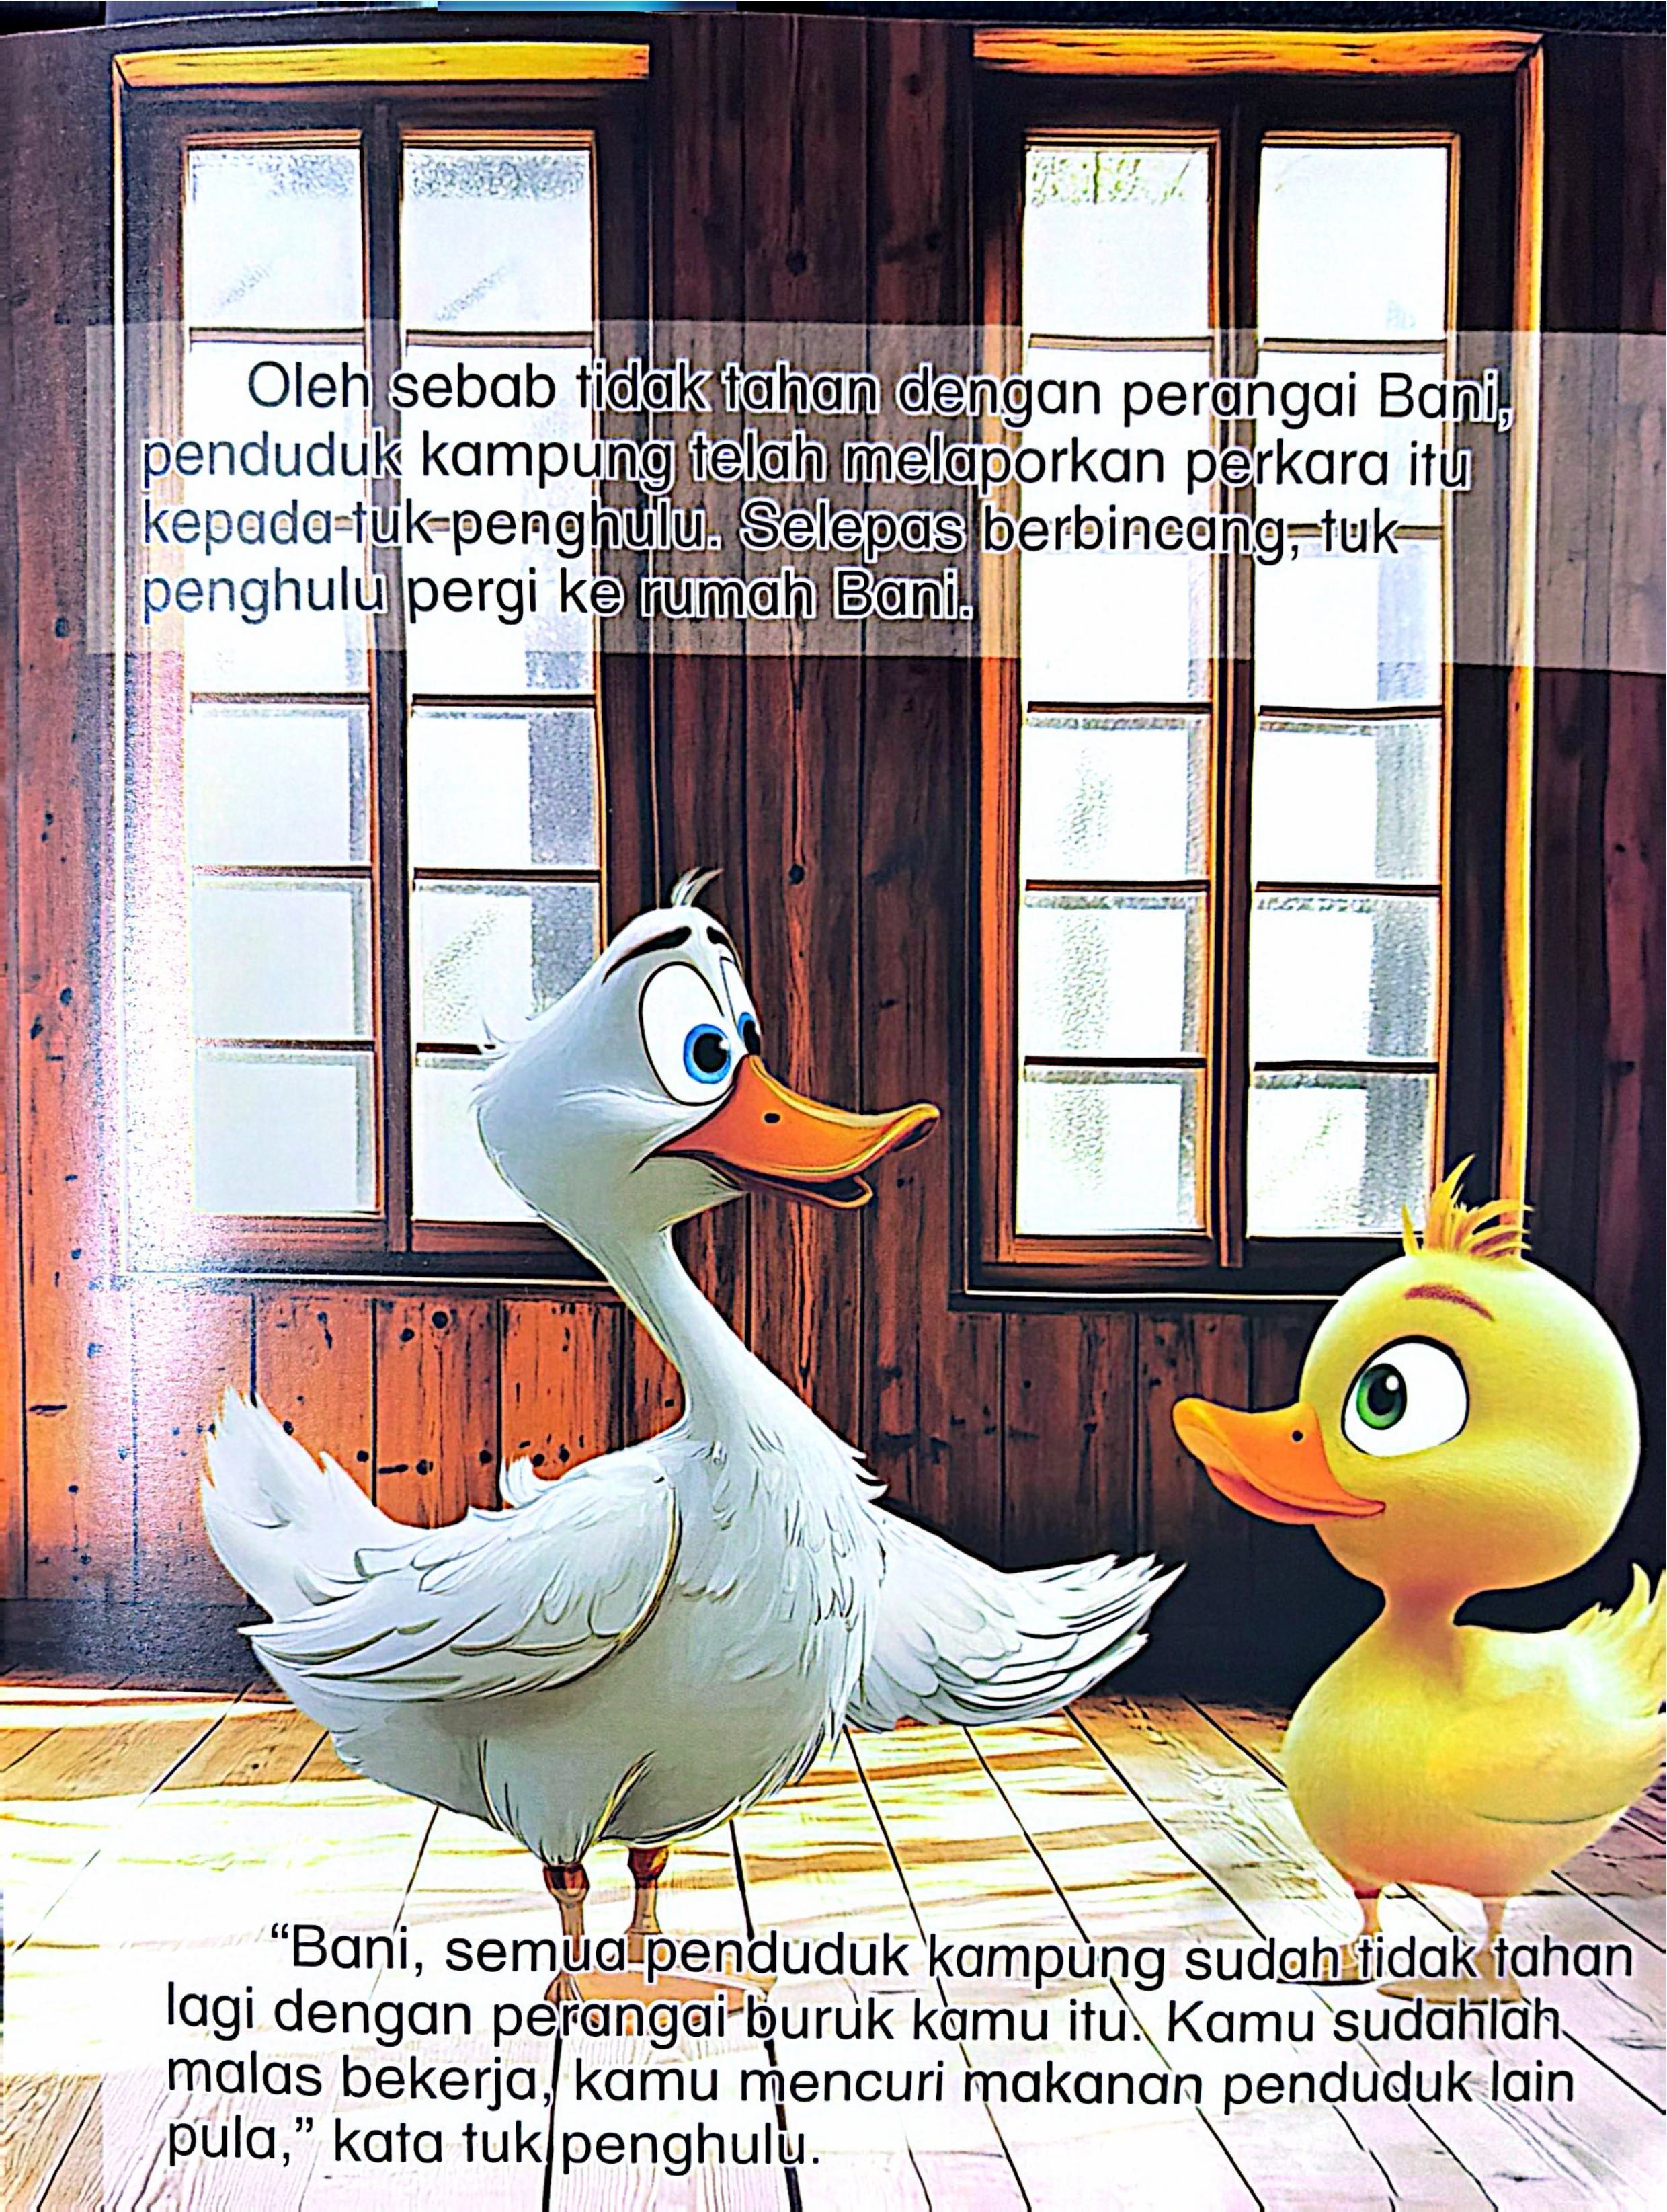 Oleh sebab tidak tahan dengan perangai Bani,
penduduk kampung telah melaporkan perkara itu
kepada tuk penghulu. Selepas berbincang, tuk
penghulu pergi ke rumah Bani.
“Bani, semua penduduk kampung sudah tidak tahan
lagi dengan perangai buruk kamu itu. Kamu sudahlah
malas bekerja, kamu mencuri makanan penduduk lain
pula,” kata tuk penghulu.